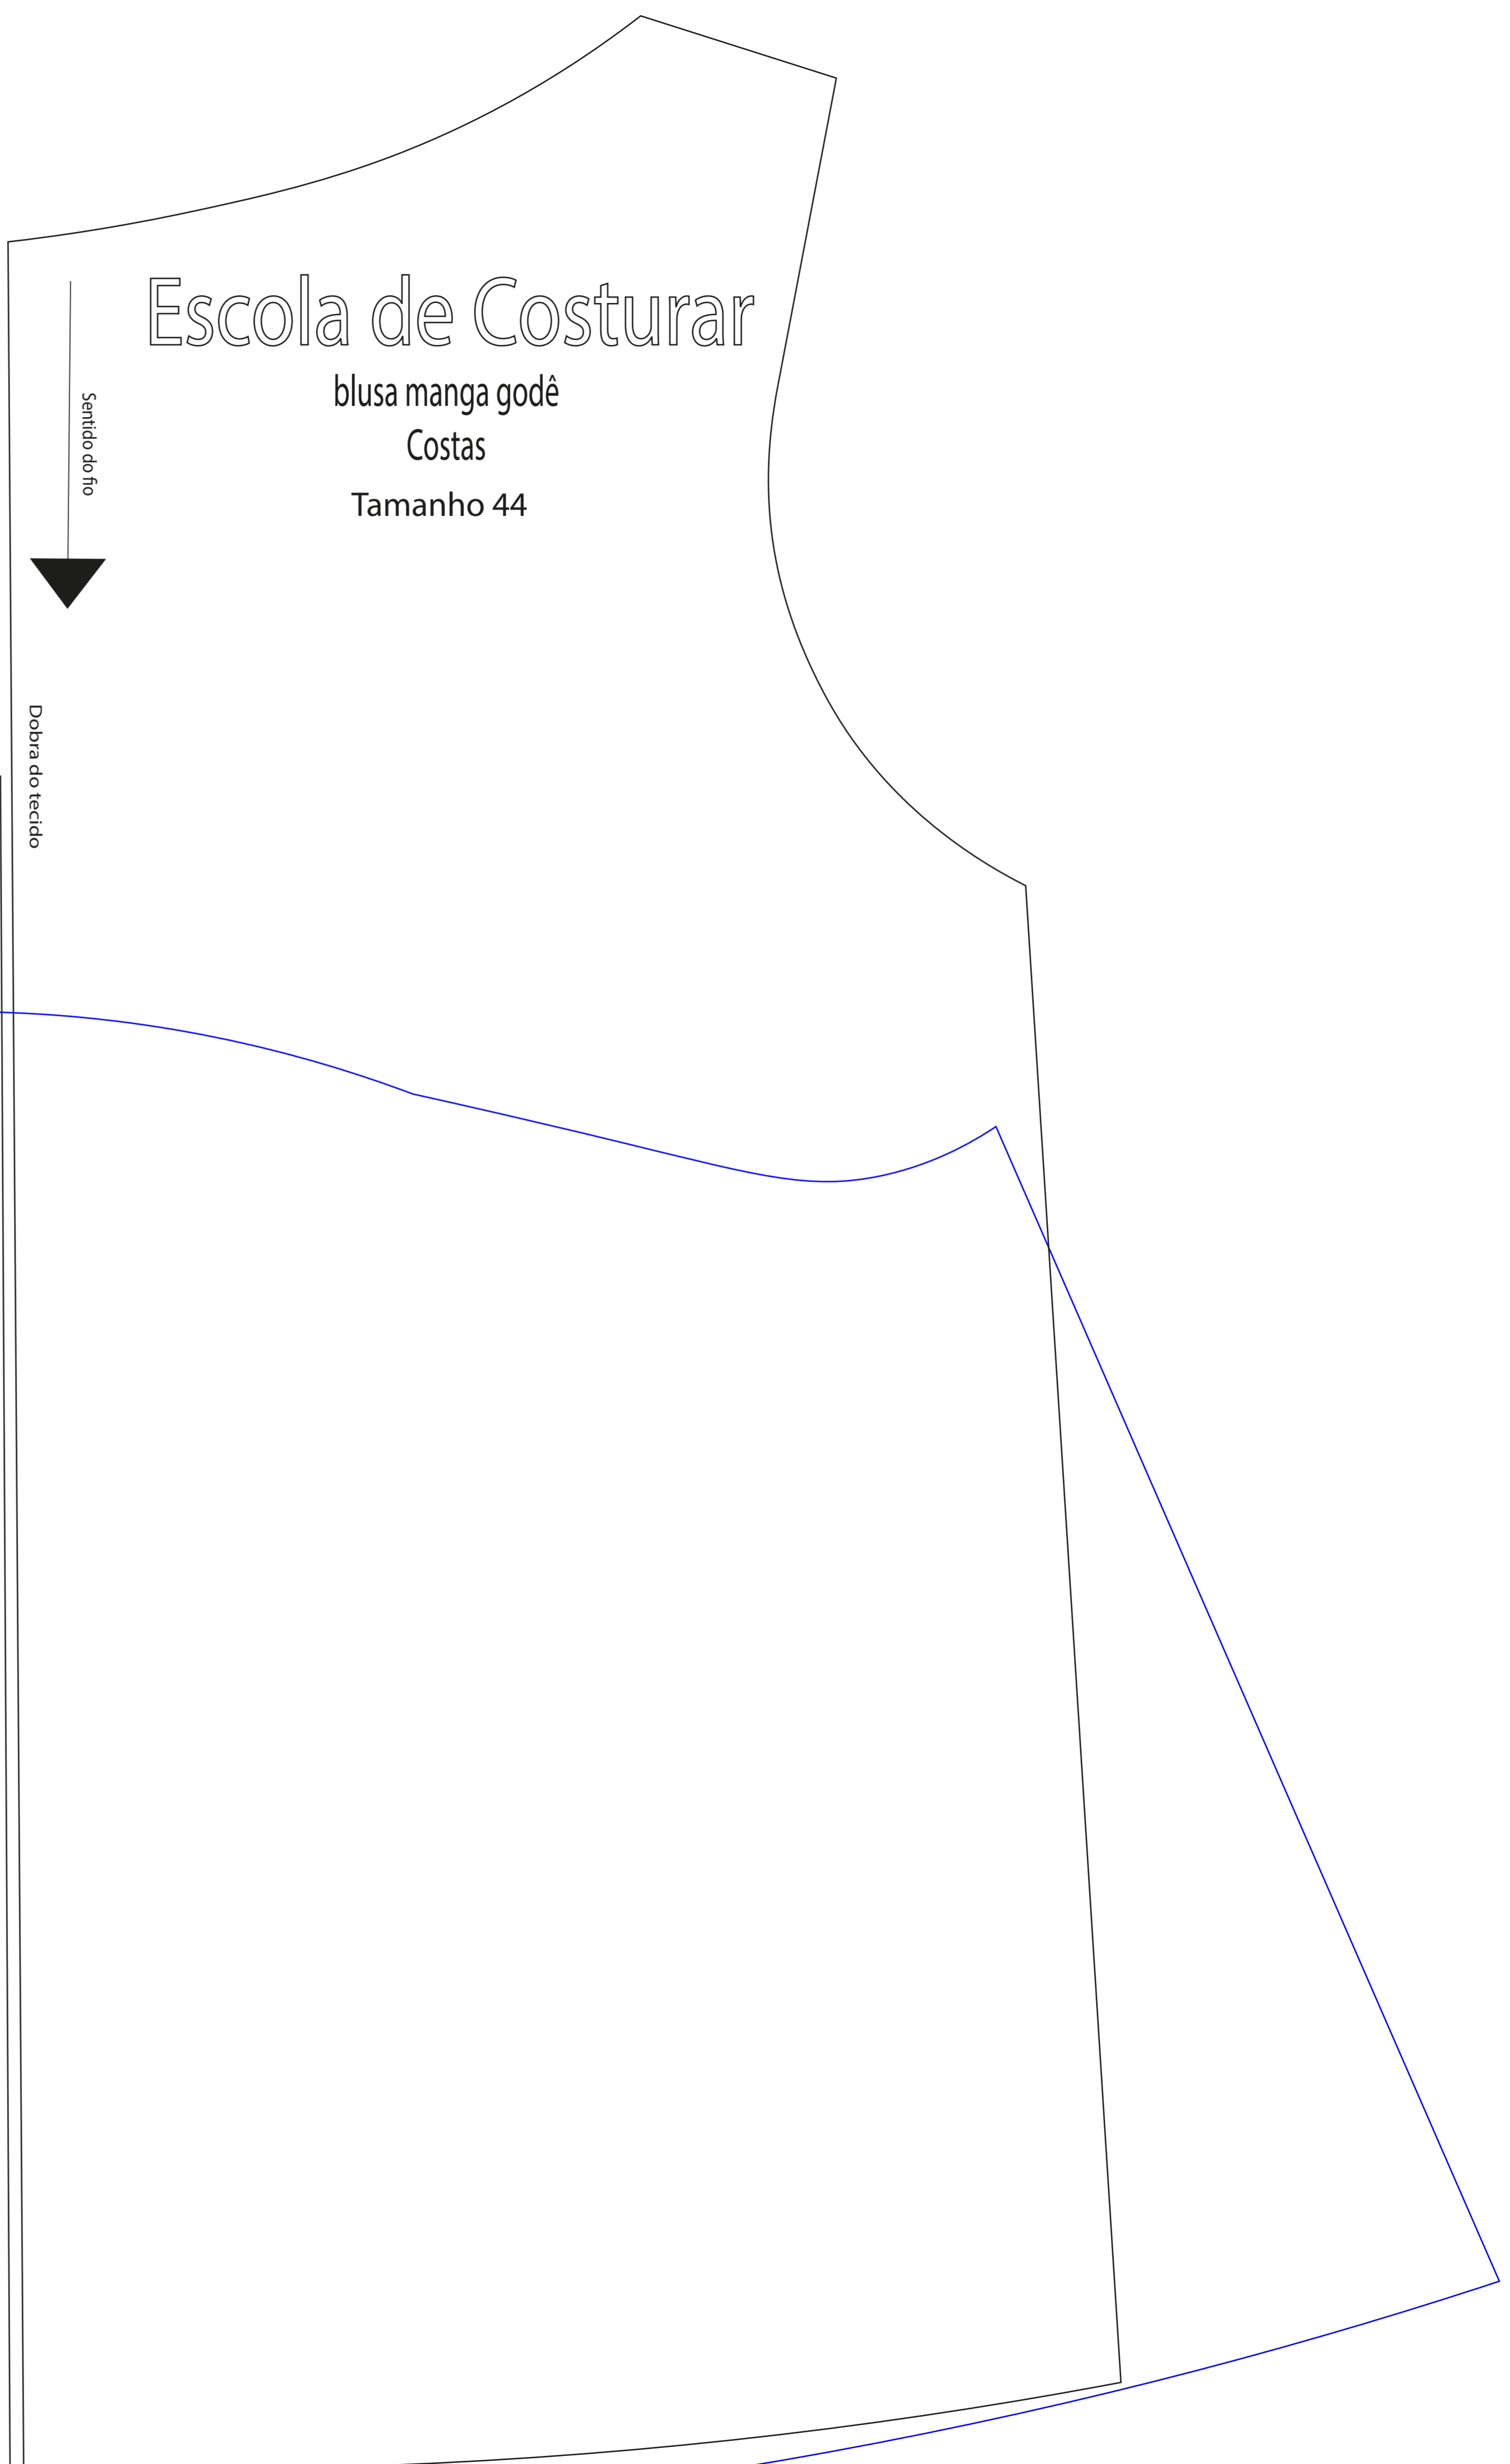 Escola de Costurar
blusa manga godê
Costas
Tamanho 44
Sentido do fio
Dobra do tecido